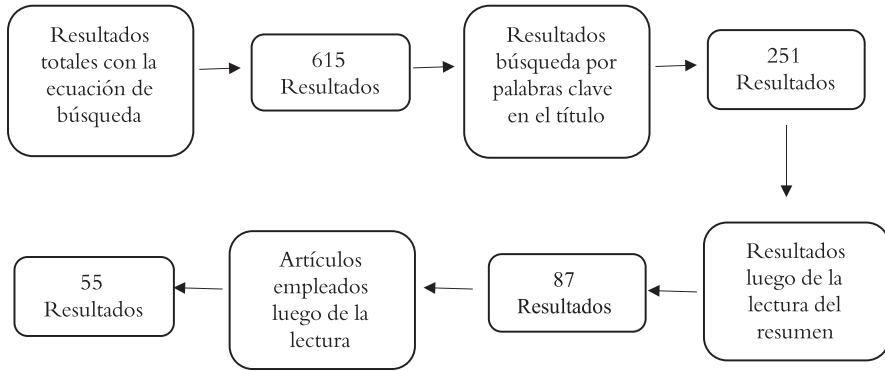 Resultados
totales con la
ecuación de
búsqueda
615
Resultados
Resultados
búsqueda por
palabras clave
en el título
251
Resultados
Resultados
luego de la
lectura del
resumen
87
Resultados
Artículos
empleados
luego de la
lectura
55
Resultados